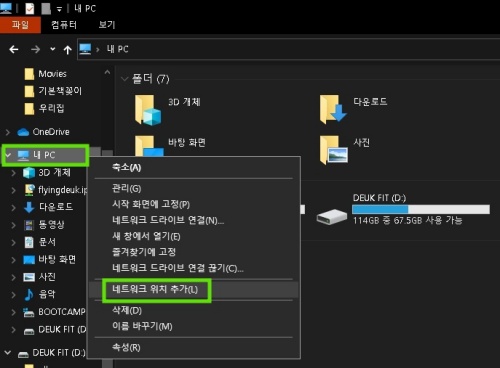 내 PC
파일
컴퓨터
보기
내 PC
Movies
기본책꽂이
우리집
OneDrive
내 PC
3D 개체
flyingdeuk.ip
다운로드
동영상
문서
바탕 화면
사진
음악
BOOTCAMP
DEUK FIT (D:)
DEUK FIT (D:)
폴더 (7)
3D 개체
다운로드
바탕 화면
사진
DEUK FIT (D:)
114GB 중 67.5GB 사용 가능
축소(A)
관리(G)
시작 화면에 고정(P)
네트워크 드라이브 연결(N)...
새 창에서 열기(E)
즐겨찾기에 고정
네트워크 드라이브 연결 끊기(C)...
네트워크 위치 추가(L)
삭제(D)
이름 바꾸기(M)
속성(R)